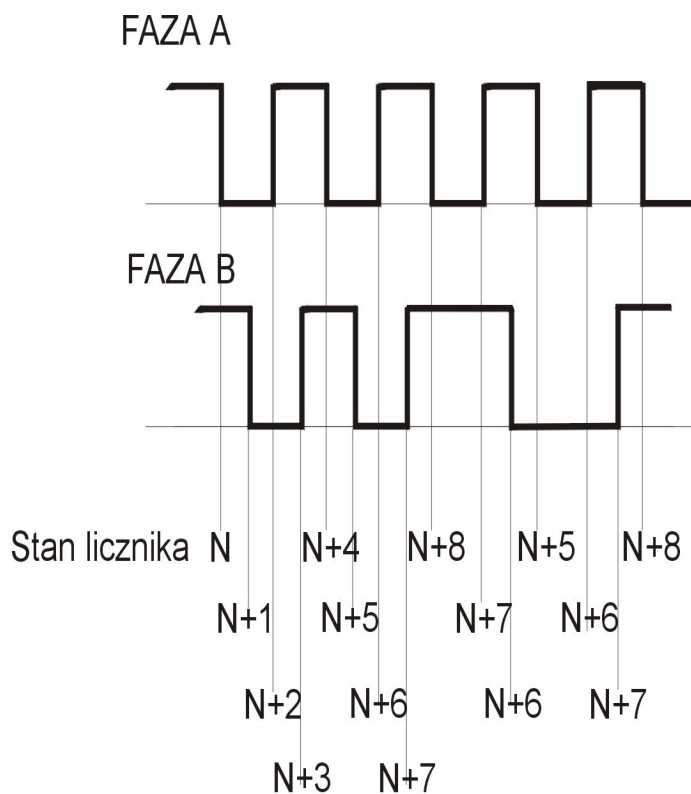 FAZA A
FAZA B
Stan licznika N N+4 N+8 N+5 N+8
N+1 N+5 N+7 N+6
N+2 N+6 N+6 N+7
N+3 N+7